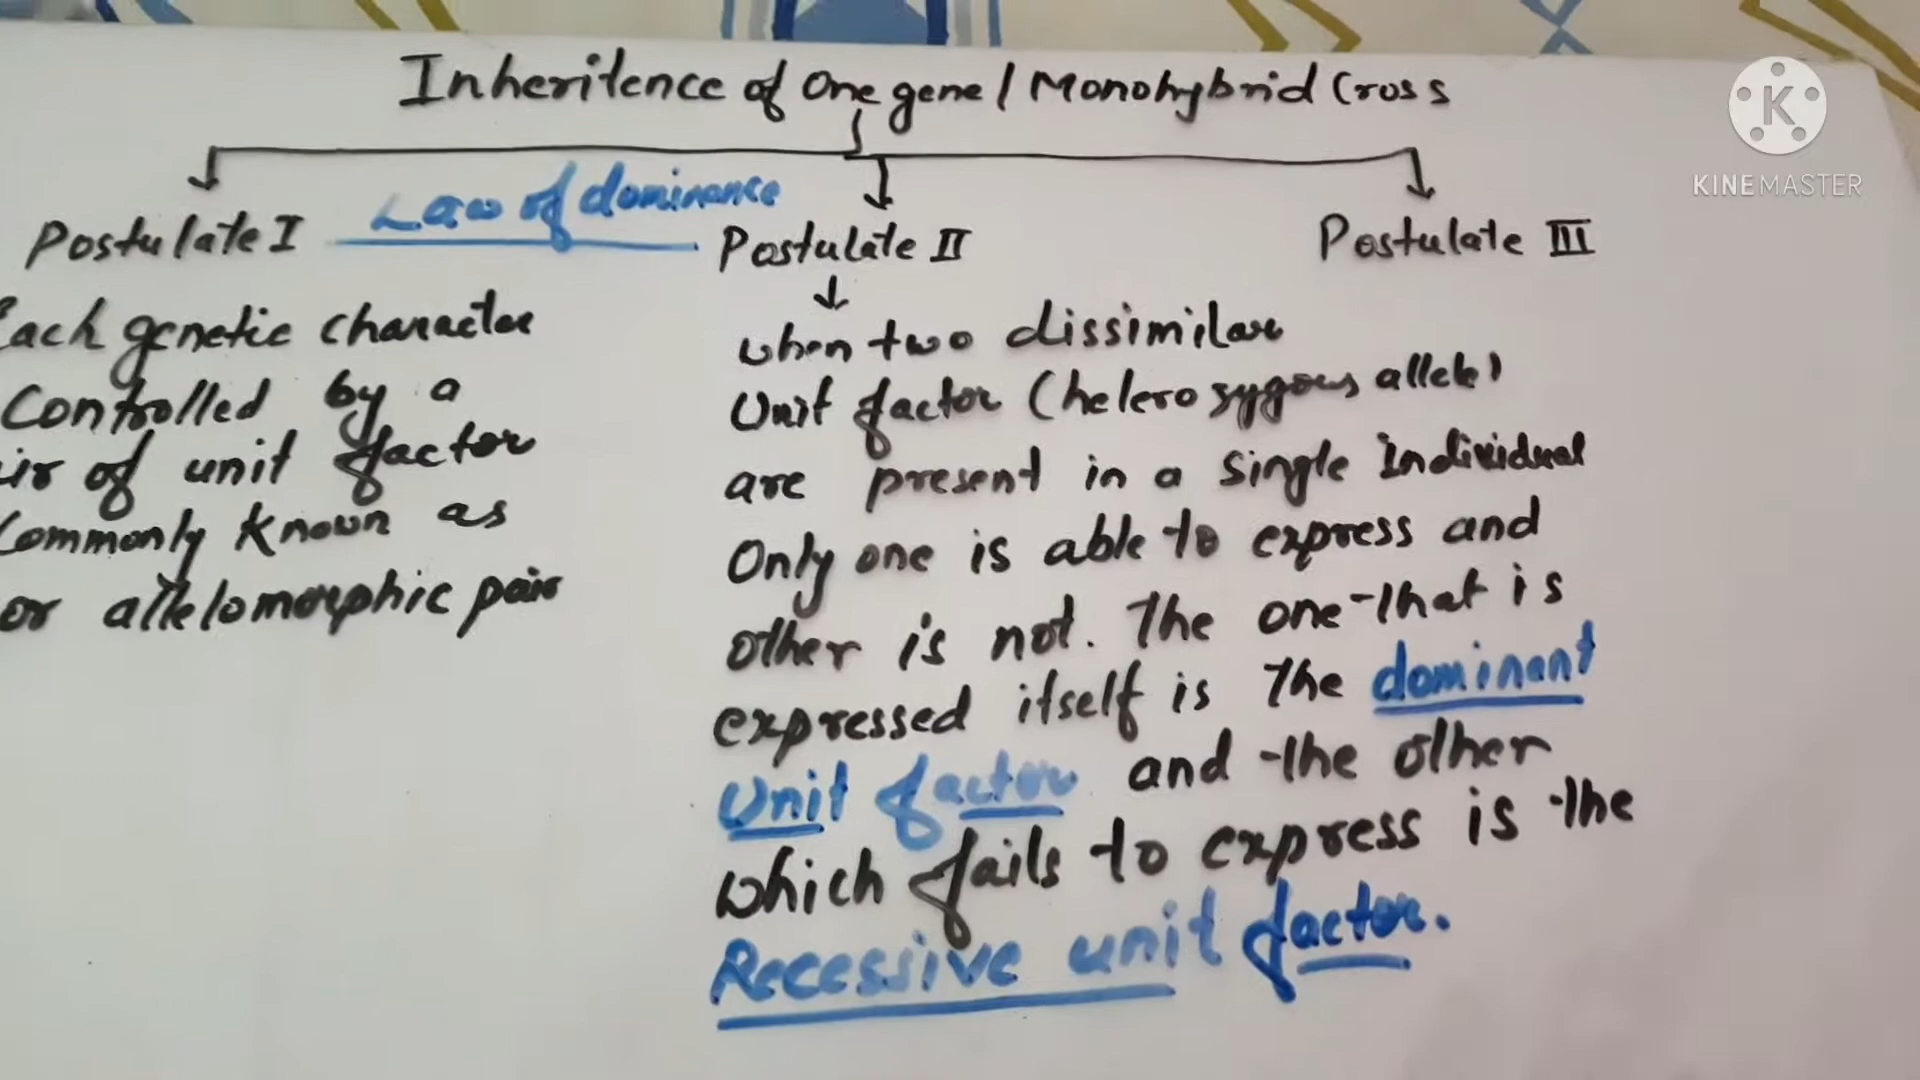 Inheritence of One gene / Monohybrid Cross
KINEMASTER
Law of dominance
Postulate I
Postulate II
Postulate III
Each genetic character
Controlled by a
of unit factor
Commonly known as
or allelomorphic pair
when two dissimilar
Unit factor (heterozygous allele)
are present in a single individual
Only one is able to express and
other is not. The one that is
expressed itself is the dominant
Unit factor and the other
which fails to express is the
Recessive unit factor.